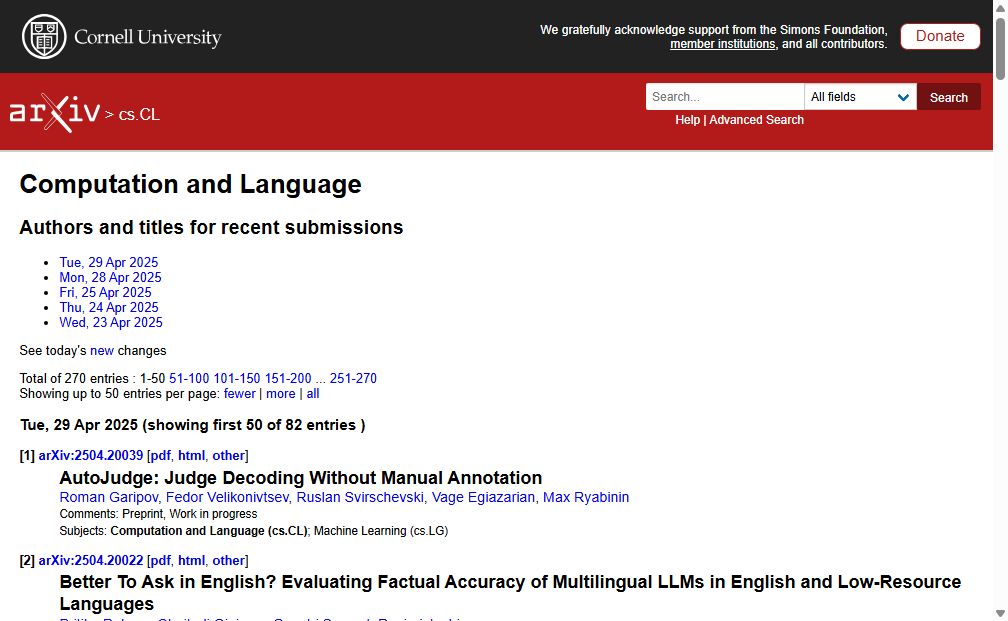 Cornell University
We gratefully acknowledge support from the Simons Foundation,
member institutions, and all contributors.
Donate
arXiv > cs.CL
Search...
All fields
Search
Help | Advanced Search
Computation and Language
Authors and titles for recent submissions
Tue, 29 Apr 2025
Mon, 28 Apr 2025
Fri, 25 Apr 2025
Thu, 24 Apr 2025
Wed, 23 Apr 2025
See today's new changes
Total of 270 entries : 1-50 51-100 101-150 151-200 ... 251-270
Showing up to 50 entries per page: fewer | more | all
Tue, 29 Apr 2025 (showing first 50 of 82 entries )
[1] arXiv:2504.20039 [pdf, html, other]
AutoJudge: Judge Decoding Without Manual Annotation
Roman Garipov, Fedor Velikonivtsev, Ruslan Svirschevski, Vage Egiazarian, Max Ryabinin
Comments: Preprint, Work in progress
Subjects: Computation and Language (cs.CL); Machine Learning (cs.LG)
[2] arXiv:2504.20022 [pdf, html, other]
Better To Ask in English? Evaluating Factual Accuracy of Multilingual LLMs in English and Low-Resource
Languages